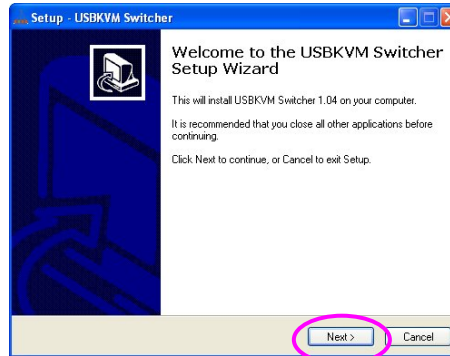 Setup - USBKVM Switcher
Welcome to the USBKVM Switcher
Setup Wizard
This will install USBKVM Switcher 1.04 on your computer.
It is recommended that you close all other applications before
continuing.
Click Next to continue, or Cancel to exit Setup.
Next >
Cancel